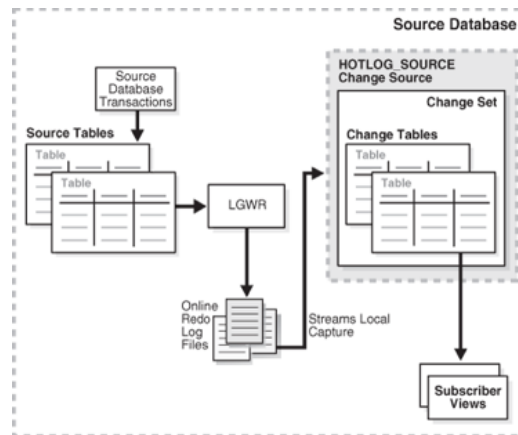 Source Database
HOTLOG_SOURCE
Change Source
Source
Database
Transactions
Change Set
Source Tables
Change Tables
Table
Table
Table
Table
LGWR
Online
Redo
Log
Files
Streams Local
Capture
Subscriber
Views